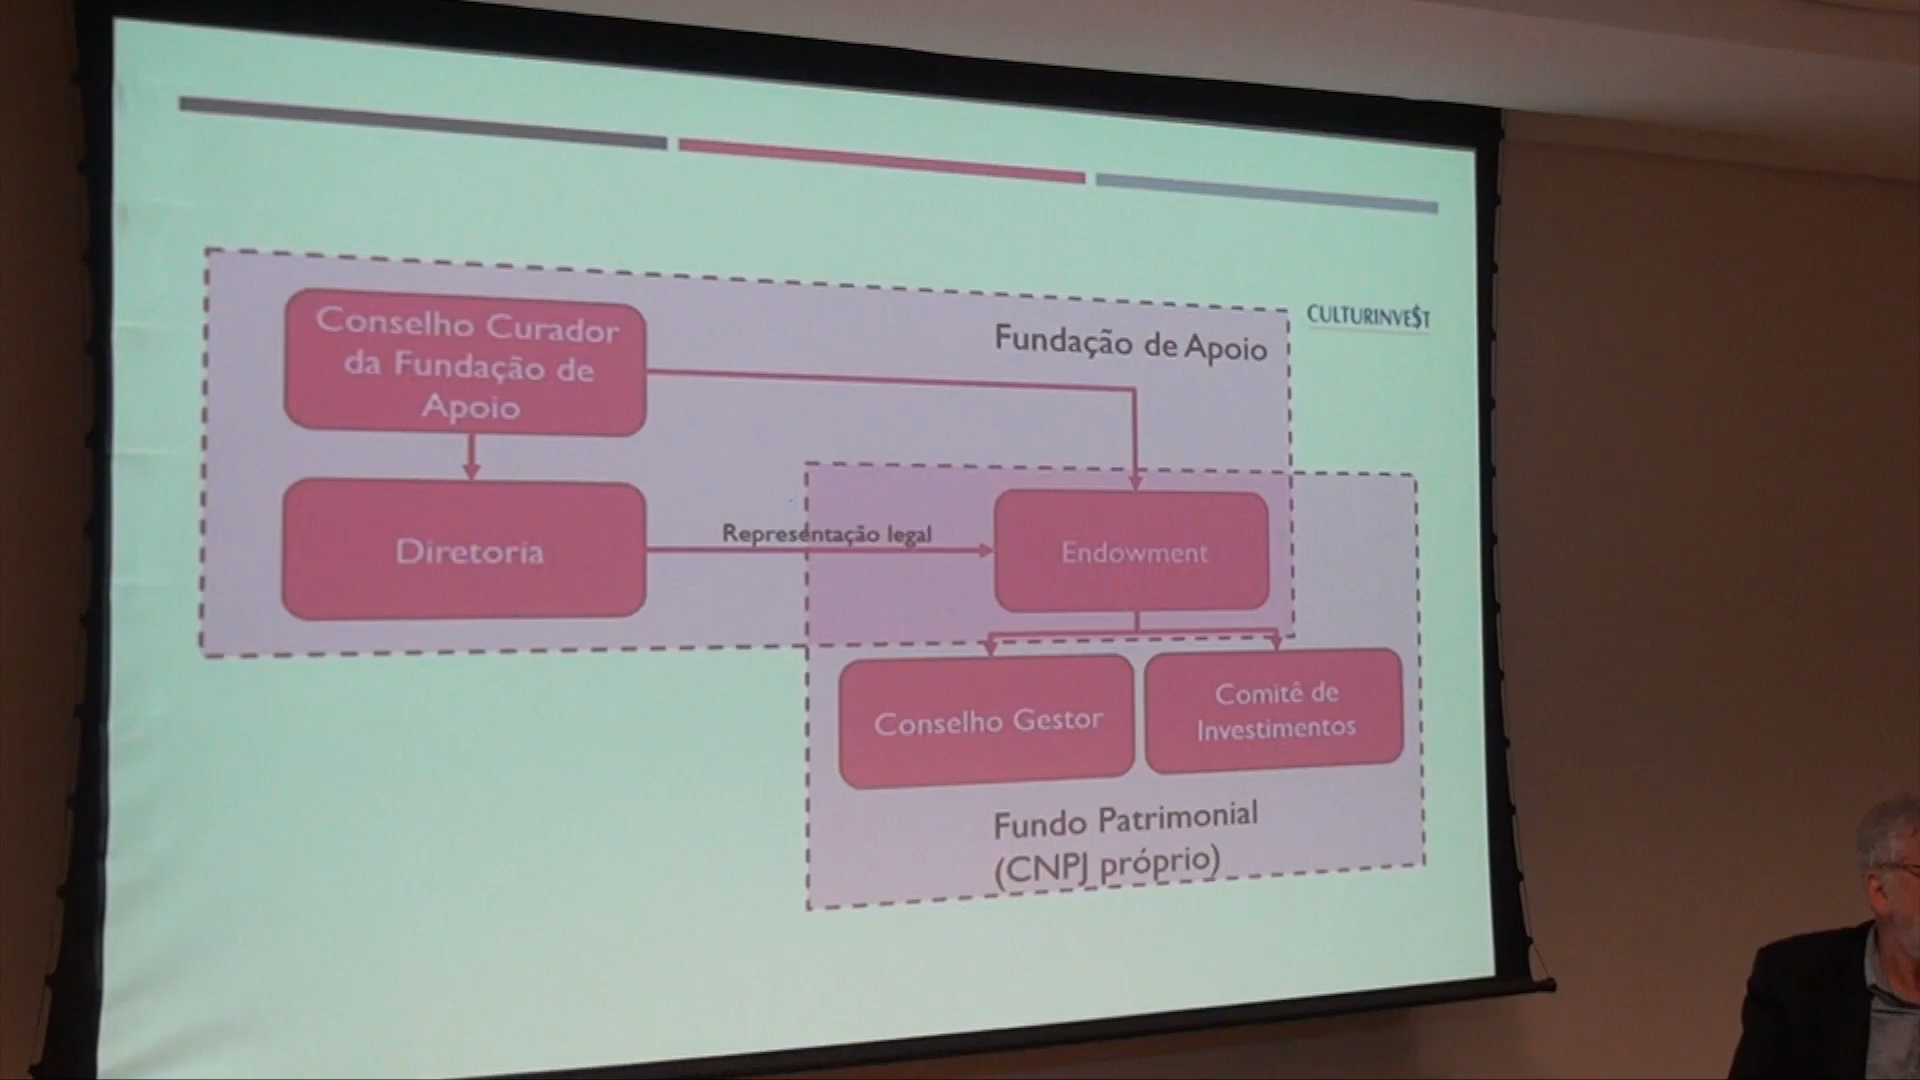 CULTURINVE$T
Fundação de Apoio
Conselho Curador
da Fundação de
Apoio
Diretoria
Representação legal
Endowment
Conselho Gestor
Comitê de
Investimentos
Fundo Patrimonial
(CNPJ próprio)